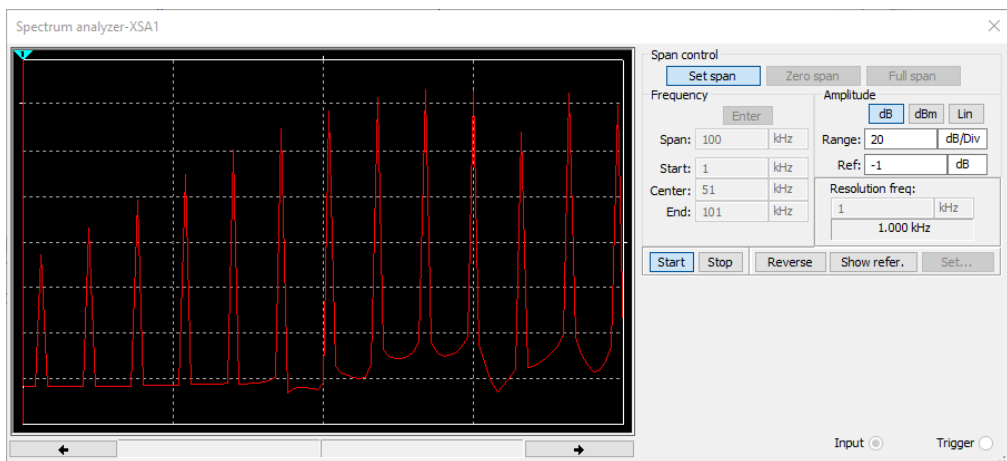 Spectrum analyzer-XSA1
1
Span control
Set span Zero span Full span
Frequency
Enter
Span: 100 kHz
Start: 1 kHz
Center: 51 kHz
End: 101 kHz
Amplitude
dB dBm Lin
Range: 20 dB/Div
Ref: -1 dB
Resolution freq:
1 kHz
1.000 kHz
Start Stop Reverse Show refer. Set...
Input Trigger